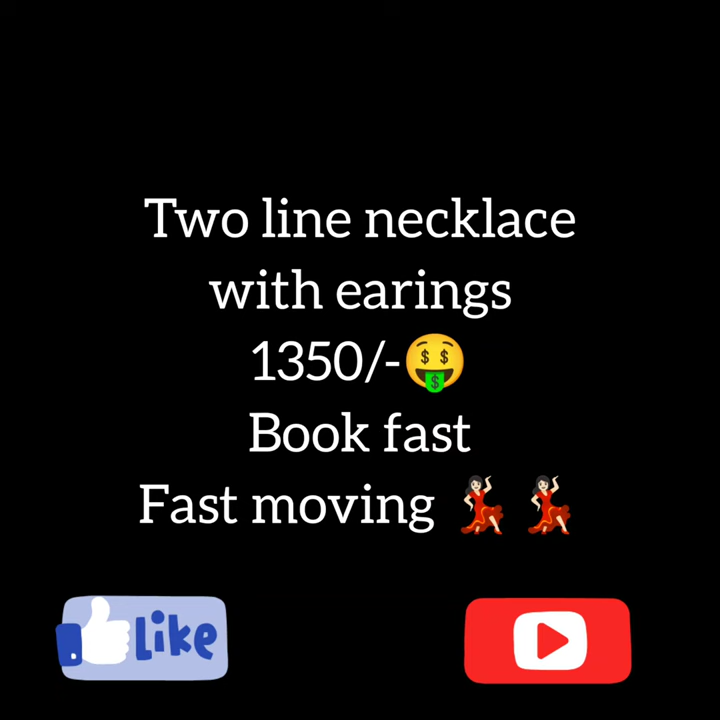 Two line necklace
with earings
1350/-🤑
Book fast
Fast moving 💃🏻 💃🏻
Like